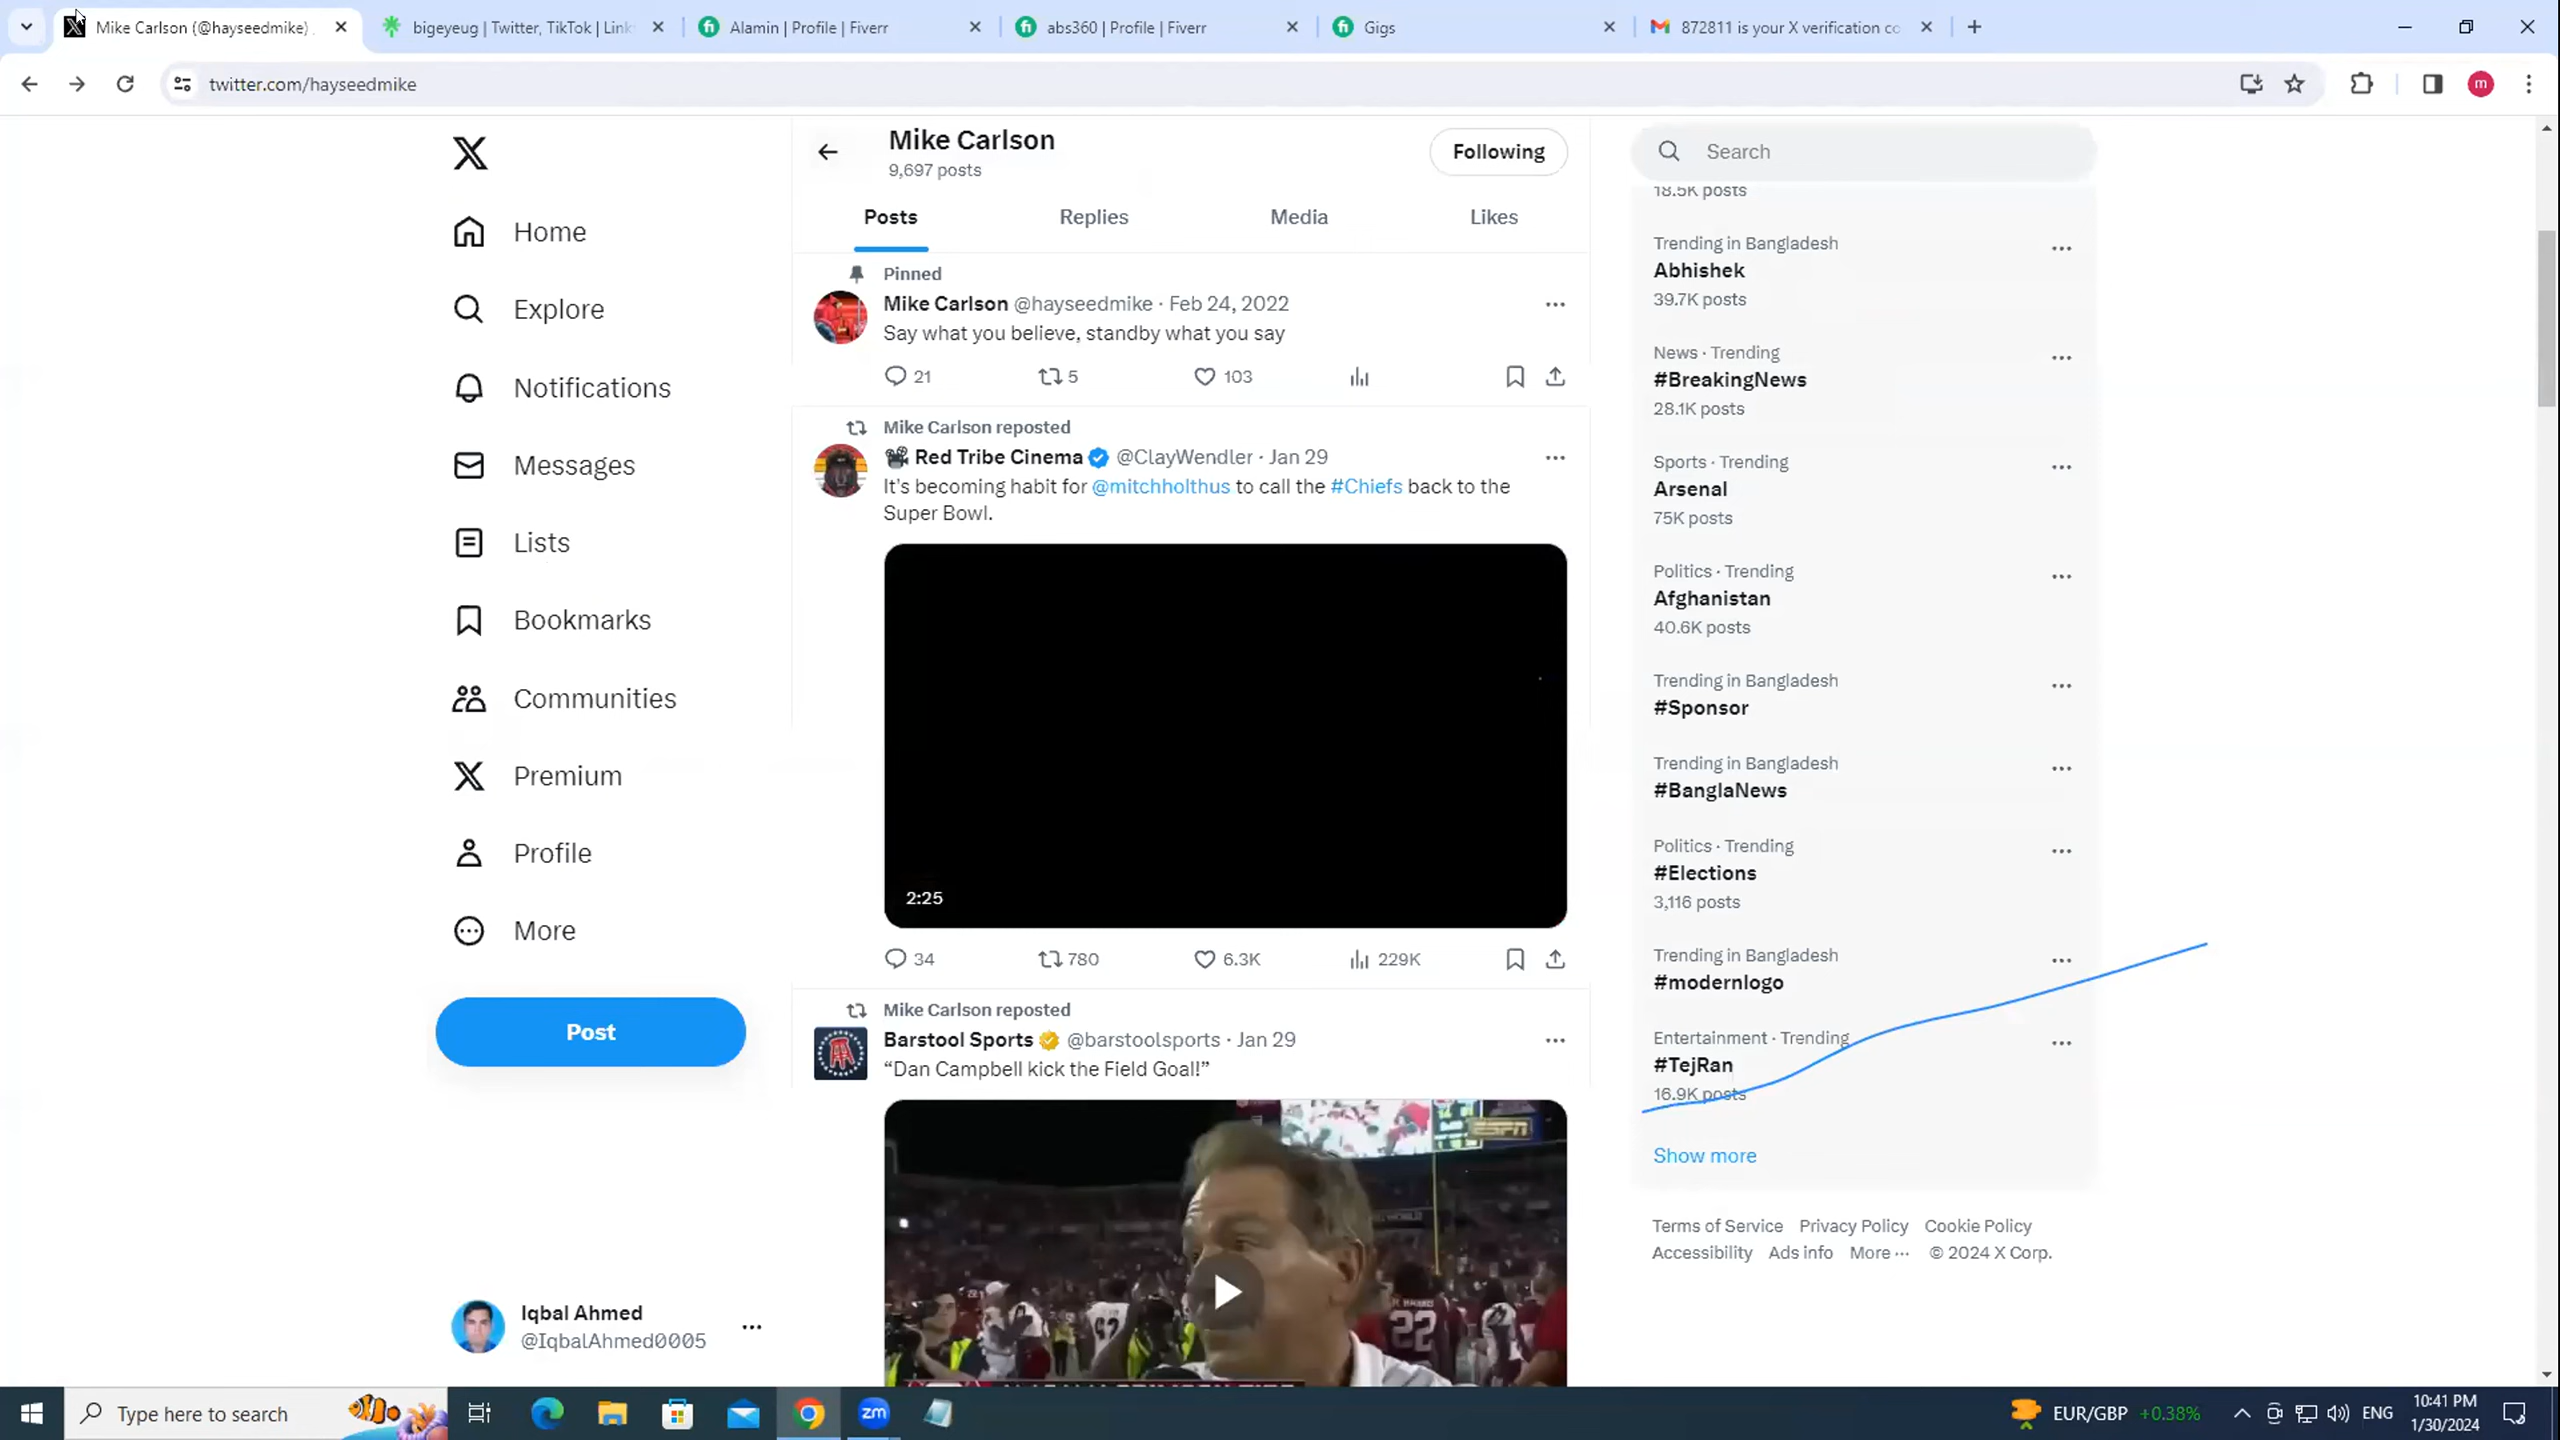 Mike Carlson (@hayseedmike)
bigeyeug | Twitter, TikTok | Link
Alamin | Profile | Fiverr
abs360 | Profile | Fiverr
Gigs
872811 is your X verification co
twitter.com/hayseedmike
m
Home
Explore
Notifications
Messages
Lists
Bookmarks
Communities
Premium
Profile
More
Post
Iqbal Ahmed
@IqbalAhmed0005
Mike Carlson
9,697 posts
Following
Posts
Replies
Media
Likes
Pinned
Mike Carlson @hayseedmike · Feb 24, 2022
Say what you believe, standby what you say
21
5
103
Mike Carlson reposted
Red Tribe Cinema @ClayWendler · Jan 29
It's becoming habit for @mitchholthus to call the #Chiefs back to the
Super Bowl.
2:25
34
780
6.3K
229K
Mike Carlson reposted
Barstool Sports @barstoolsports · Jan 29
“Dan Campbell kick the Field Goal!”
ESPN
22
Search
18.5K posts
Trending in Bangladesh
Abhishek
39.7K posts
News · Trending
#BreakingNews
28.1K posts
Sports · Trending
Arsenal
75K posts
Politics · Trending
Afghanistan
40.6K posts
Trending in Bangladesh
#Sponsor
Trending in Bangladesh
#BanglaNews
Politics · Trending
#Elections
3,116 posts
Trending in Bangladesh
#modernlogo
Entertainment · Trending
#TejRan
16.9K posts
Show more
Terms of Service Privacy Policy Cookie Policy
Accessibility Ads info More ··· © 2024 X Corp.
Type here to search
zm
EUR/GBP +0.38%
ENG
10:41 PM
1/30/2024